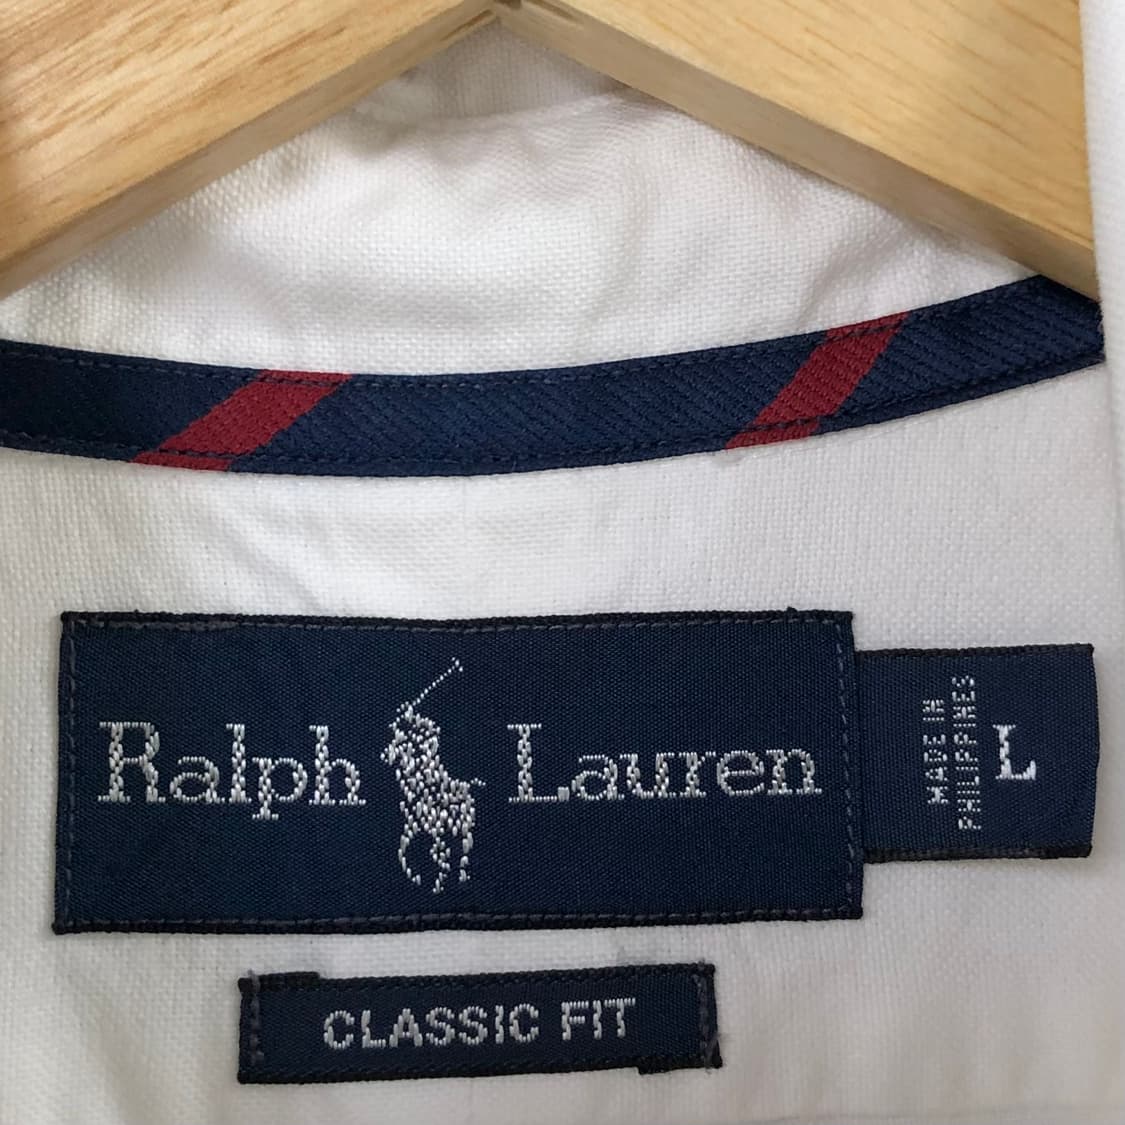 Ralph Lauren
MADE IN
PHILIPPINES
L
CLASSIC FIT